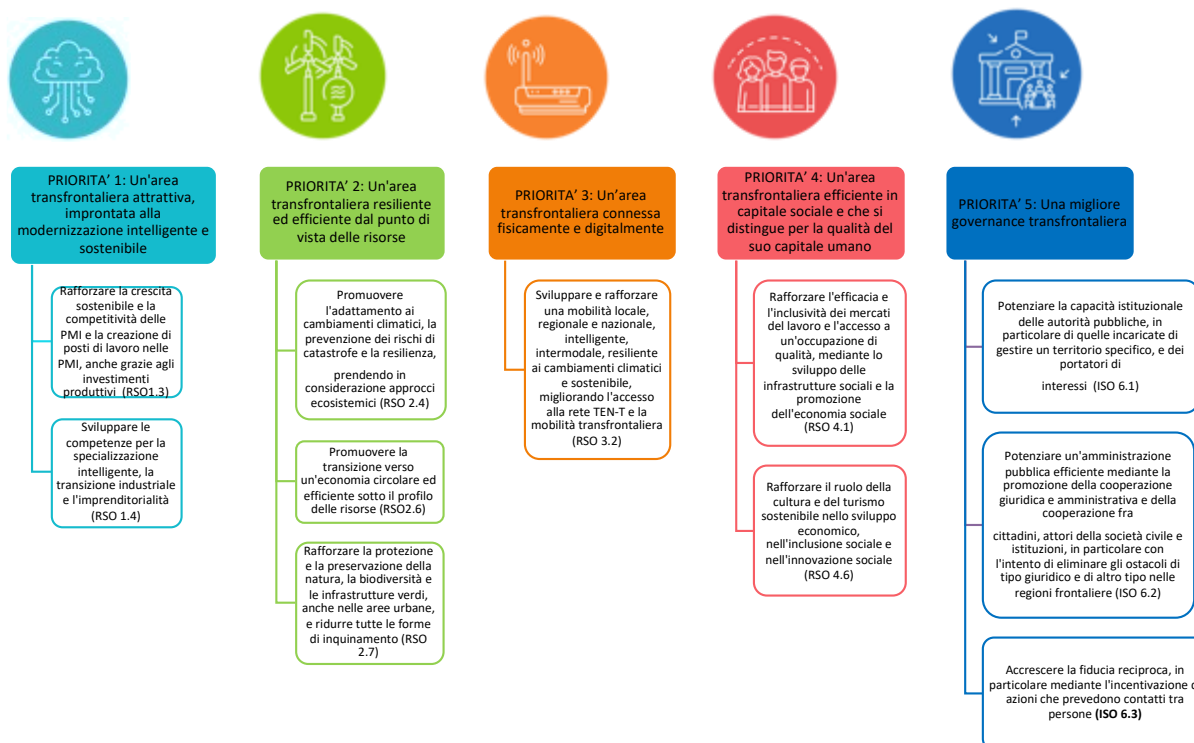 PRIORITA' 1: Un'area
transfrontaliera attrattiva,
improntata alla
modernizzazione intelligente e
sostenibile
Rafforzare la crescita
sostenibile e la
competitività delle
PMI e la creazione di
posti di lavoro nelle
PMI, anche grazie agli
investimenti
produttivi (RSO1.3)
Sviluppare le
competenze per la
specializzazione
intelligente, la
transizione industriale
e l'imprenditorialità
(RSO 1.4)
PRIORITA' 2: Un'area
transfrontaliera resiliente
ed efficiente dal punto di
vista delle risorse
Promuovere
l'adattamento ai
cambiamenti climatici, la
prevenzione dei rischi di
catastrofe e la resilienza,
prendendo in
considerazione approcci
ecosistemici (RSO 2.4)
Promuovere la
transizione verso
un'economia circolare ed
efficiente sotto il profilo
delle risorse (RSO2.6)
Rafforzare la protezione
e la preservazione della
natura, la biodiversità e
le infrastrutture verdi,
anche nelle aree urbane,
e ridurre tutte le forme
di inquinamento (RSO
2.7)
PRIORITA' 3: Un'area
transfrontaliera connessa
fisicamente e digitalmente
Sviluppare e rafforzare
una mobilità locale,
regionale e nazionale,
intelligente,
intermodale, resiliente
ai cambiamenti climatici
e sostenibile,
migliorando l'accesso
alla rete TEN-T e la
mobilità transfrontaliera
(RSO 3.2)
PRIORITA' 4: Un'area
transfrontaliera efficiente in
capitale sociale e che si
distingue per la qualità del
suo capitale umano
Rafforzare l'efficacia e
l'inclusività dei mercati
del lavoro e l'accesso a
un'occupazione di
qualità, mediante lo
sviluppo delle
infrastrutture sociali e la
promozione
dell'economia sociale
(RSO 4.1)
Rafforzare il ruolo della
cultura e del turismo
sostenibile nello sviluppo
economico,
nell'inclusione sociale e
nell'innovazione sociale
(RSO 4.6)
PRIORITA' 5: Una migliore
governance transfrontaliera
Potenziare la capacità istituzionale
delle autorità pubbliche, in
particolare di quelle incaricate di
gestire un territorio specifico, e dei
portatori di
interessi (ISO 6.1)
Potenziare un'amministrazione
pubblica efficiente mediante la
promozione della cooperazione
giuridica e amministrativa e della
cooperazione fra
cittadini, attori della società civile e
istituzioni, in particolare con
l'intento di eliminare gli ostacoli di
tipo giuridico e di altro tipo nelle
regioni frontaliere (ISO 6.2)
Accrescere la fiducia reciproca, in
particolare mediante l'incentivazione
azioni che prevedono contatti tra
persone (ISO 6.3)